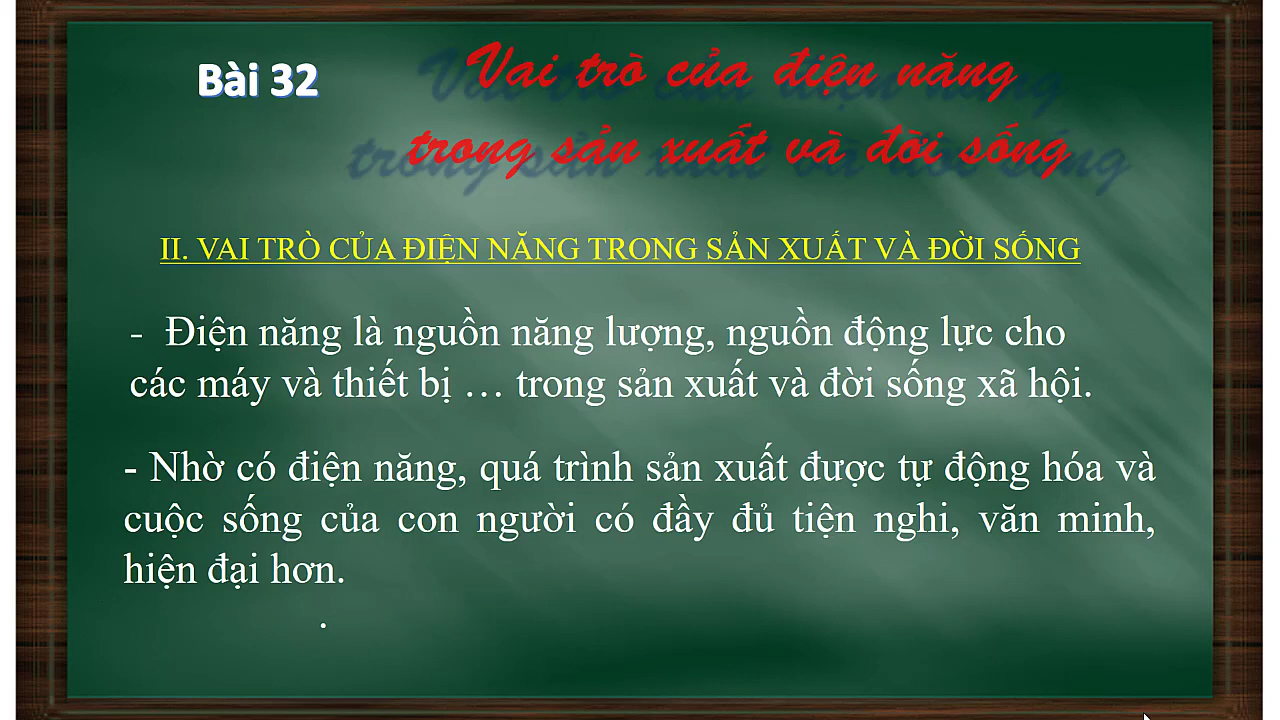 Bài 32
Vai trò của điện năng
trong sản xuất và đời sống
II. VAI TRÒ CỦA ĐIỆN NĂNG TRONG SẢN XUẤT VÀ ĐỜI SỐNG
- Điện năng là nguồn năng lượng, nguồn động lực cho
các máy và thiết bị … trong sản xuất và đời sống xã hội.
- Nhờ có điện năng, quá trình sản xuất được tự động hóa và
cuộc sống của con người có đầy đủ tiện nghi, văn minh,
hiện đại hơn.
.